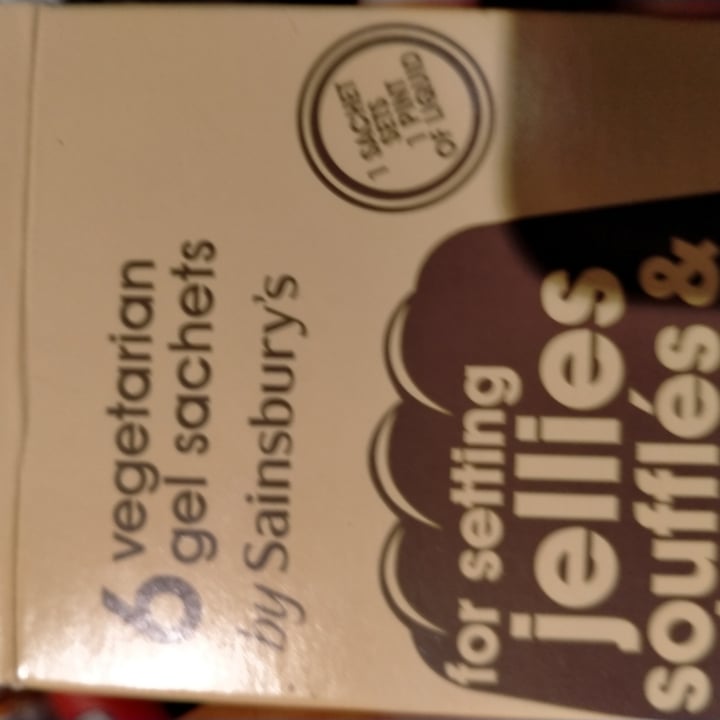 6 vegetarian
gel sachets
by Sainsbury's
1 SACHET
SETS
1 PINT
OF LIQUID
for setting
jellies
soufflés &